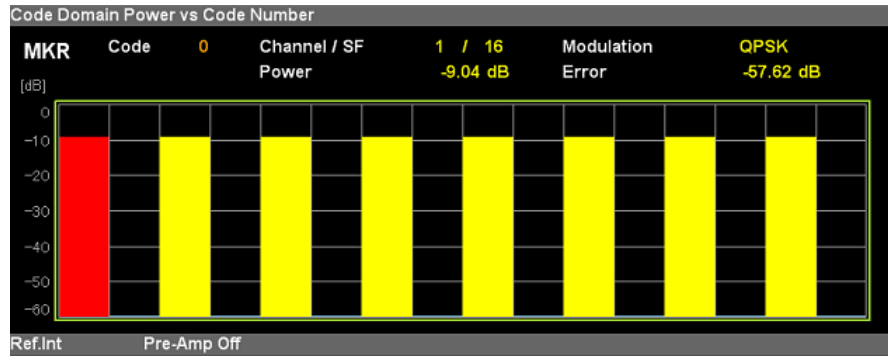 Code Domain Power vs Code Number
MKR Code 0 Channel / SF 1 / 16 Modulation QPSK
Power -9.04 dB Error -57.62 dB
[dB]
0
-10
-20
-30
-40
-50
-60
Ref.Int Pre-Amp Off